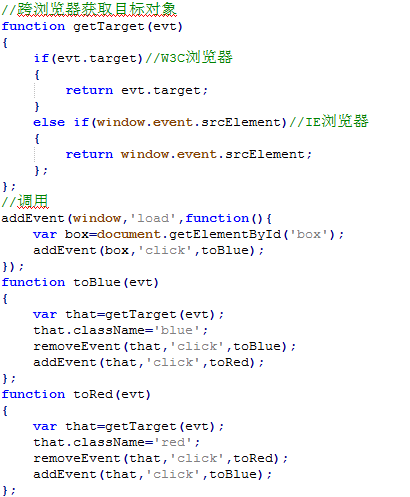 //跨浏览器获取目标对象
function getTarget(evt)
{
    if(evt.target)//W3C浏览器
    {
        return evt.target;
    }
    else if(window.event.srcElement)//IE浏览器
    {
        return window.event.srcElement;
    };
};
//调用
addEvent(window,'load',function(){
    var box=document.getElementById('box');
    addEvent(box,'click',toBlue);
});
function toBlue(evt)
{
    var that=getTarget(evt);
    that.className='blue';
    removeEvent(that,'click',toBlue);
    addEvent(that,'click',toRed);
};
function toRed(evt)
{
    var that=getTarget(evt);
    that.className='red';
    removeEvent(that,'click',toRed);
    addEvent(that,'click',toBlue);
};